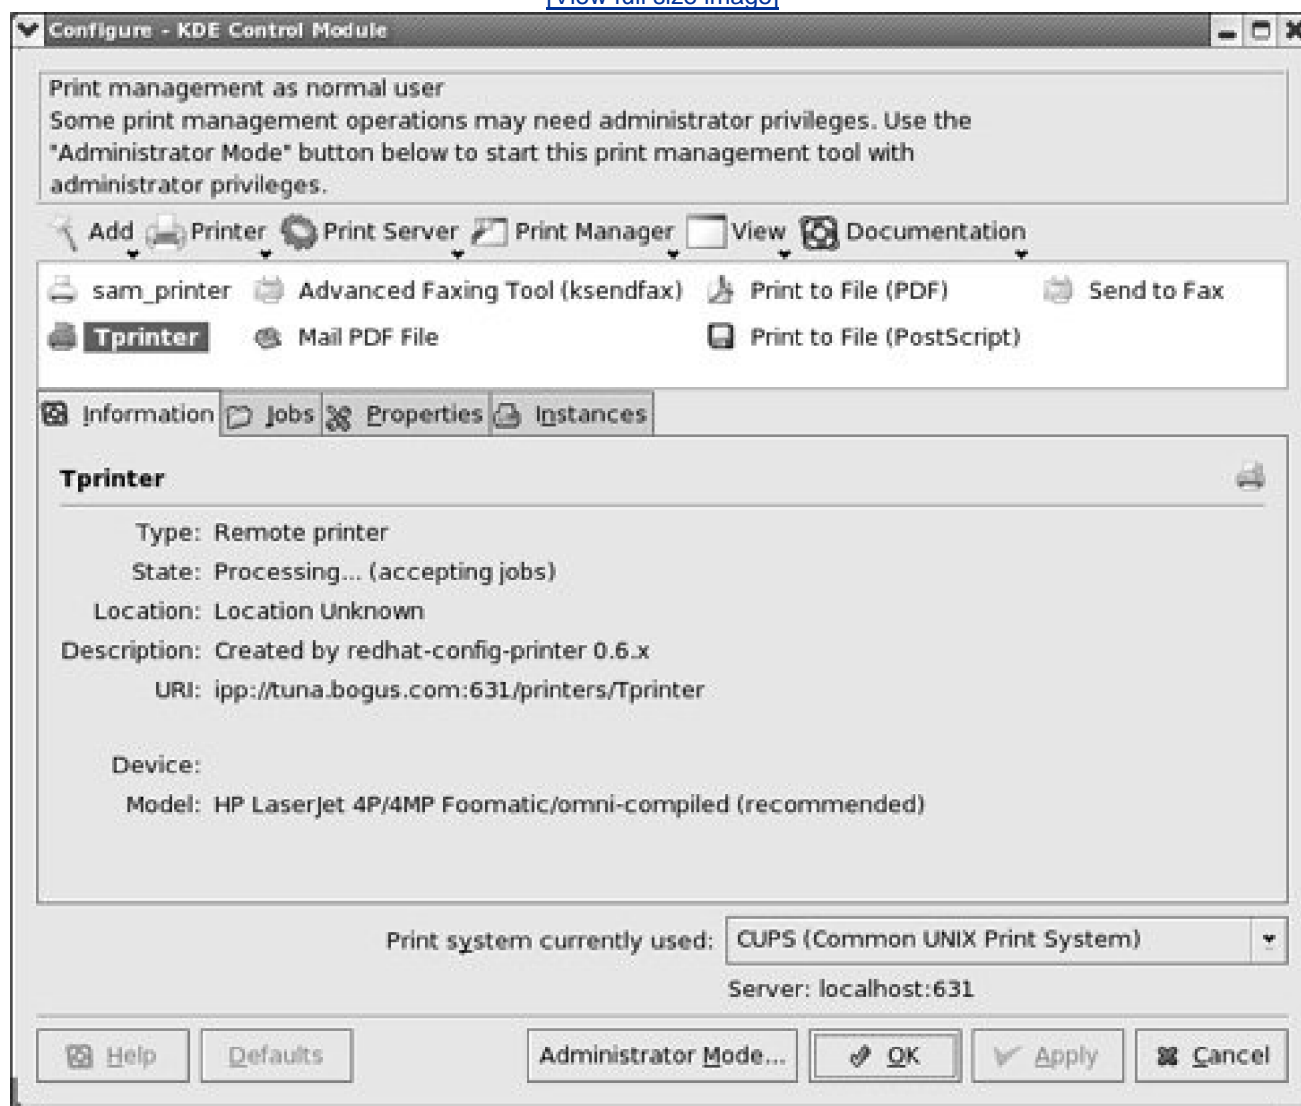 [View full size image]
Configure - KDE Control Module
Print management as normal user
Some print management operations may need administrator privileges. Use the
"Administrator Mode" button below to start this print management tool with
administrator privileges.
Add Printer Print Server Print Manager View Documentation
sam_printer Advanced Faxing Tool (ksendfax) Print to File (PDF) Send to Fax
Tprinter Mail PDF File Print to File (PostScript)
Information Jobs Properties Instances
Tprinter
Type: Remote printer
State: Processing... (accepting jobs)
Location: Location Unknown
Description: Created by redhat-config-printer 0.6.x
URI: ipp://tuna.bogus.com:631/printers/Tprinter
Device:
Model: HP LaserJet 4P/4MP Foomatic/omni-compiled (recommended)
Print system currently used: CUPS (Common UNIX Print System)
Server: localhost:631
Help Defaults Administrator Mode... OK Apply Cancel